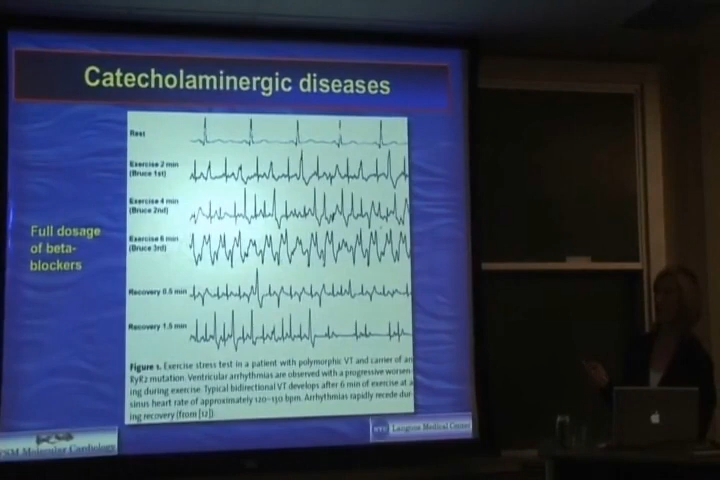 Catecholaminergic diseases
Rest
Exercise 2 min
(Bruce 1st)
Exercise 4 min
(Bruce 2nd)
Exercise 6 min
(Bruce 3rd)
Recovery 0.5 min
Recovery 1.5 min
Full dosage
of beta-
blockers
Figure 1. Exercise stress test in a patient with polymorphic VT and carrier of an
RyR2 mutation. Ventricular arrhythmias are observed with a progressive worsen-
ing during exercise. Typical bidirectional VT develops after 6 min of exercise at a
sinus heart rate of approximately 120–130 bpm. Arrhythmias rapidly recede dur-
ing recovery (from [12]).
FSM Molecular Cardiology
NYU Langone Medical Center